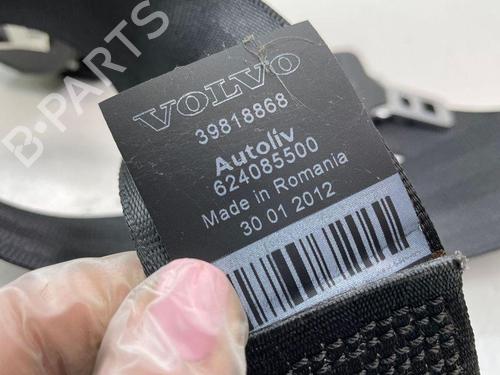 B-PARTS
VOLVO
39818868
Autoliv
624085500
Made in Romania
30 01 2012